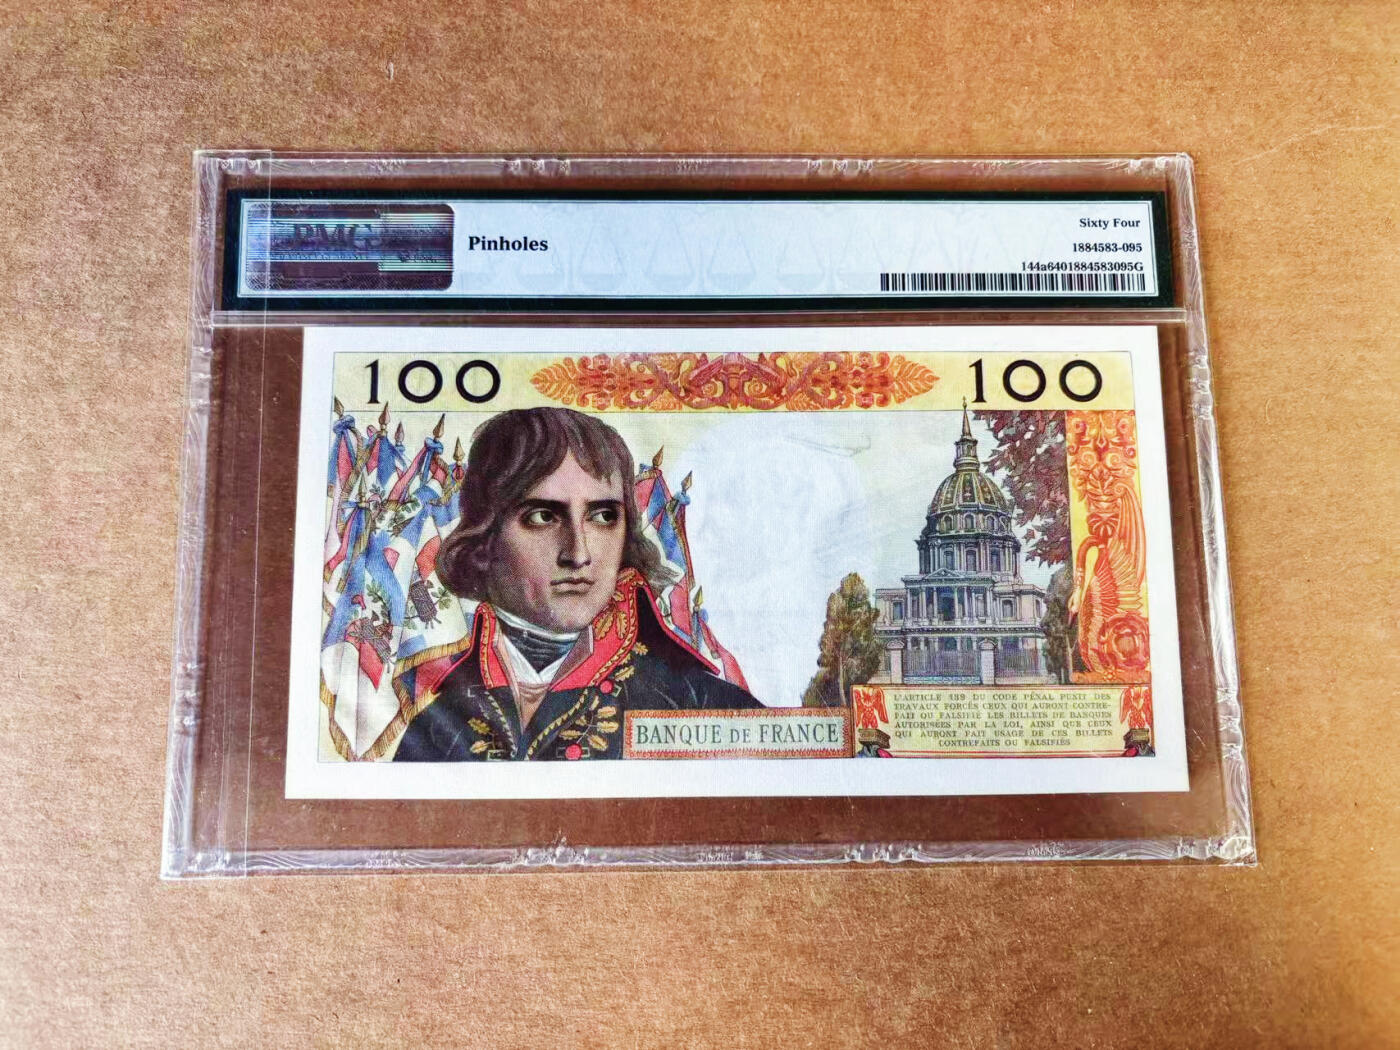 PMG
Pinholes
Sixty Four
1884583-095
144a6401884583095G
100
100
BANQUE DE FRANCE
L'ARTICLE 139 DU CODE PÉNAL PUNIT DES
TRAVAUX FORCÉS CEUX QUI AURONT CONTRE-
FAIT OU FALSIFIÉ LES BILLETS DE BANQUES
AUTORISÉES PAR LA LOI, AINSI QUE CEUX
QUI AURONT FAIT USAGE DE CES BILLETS
CONTREFAITS OU FALSIFIÉS